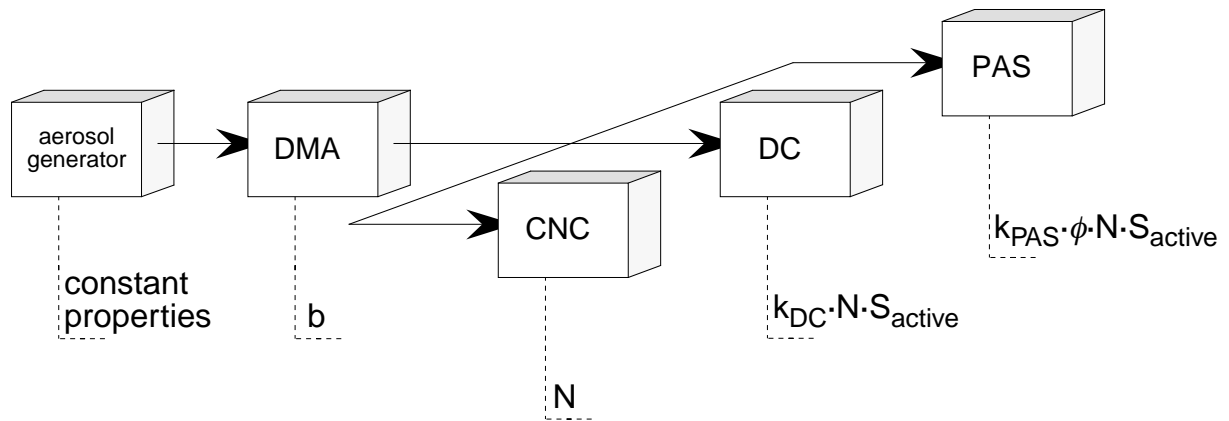 PAS
aerosol
generator
DMA
DC
CNC
k_PAS·ϕ·N·S_active
constant
properties
b
k_DC·N·S_active
N